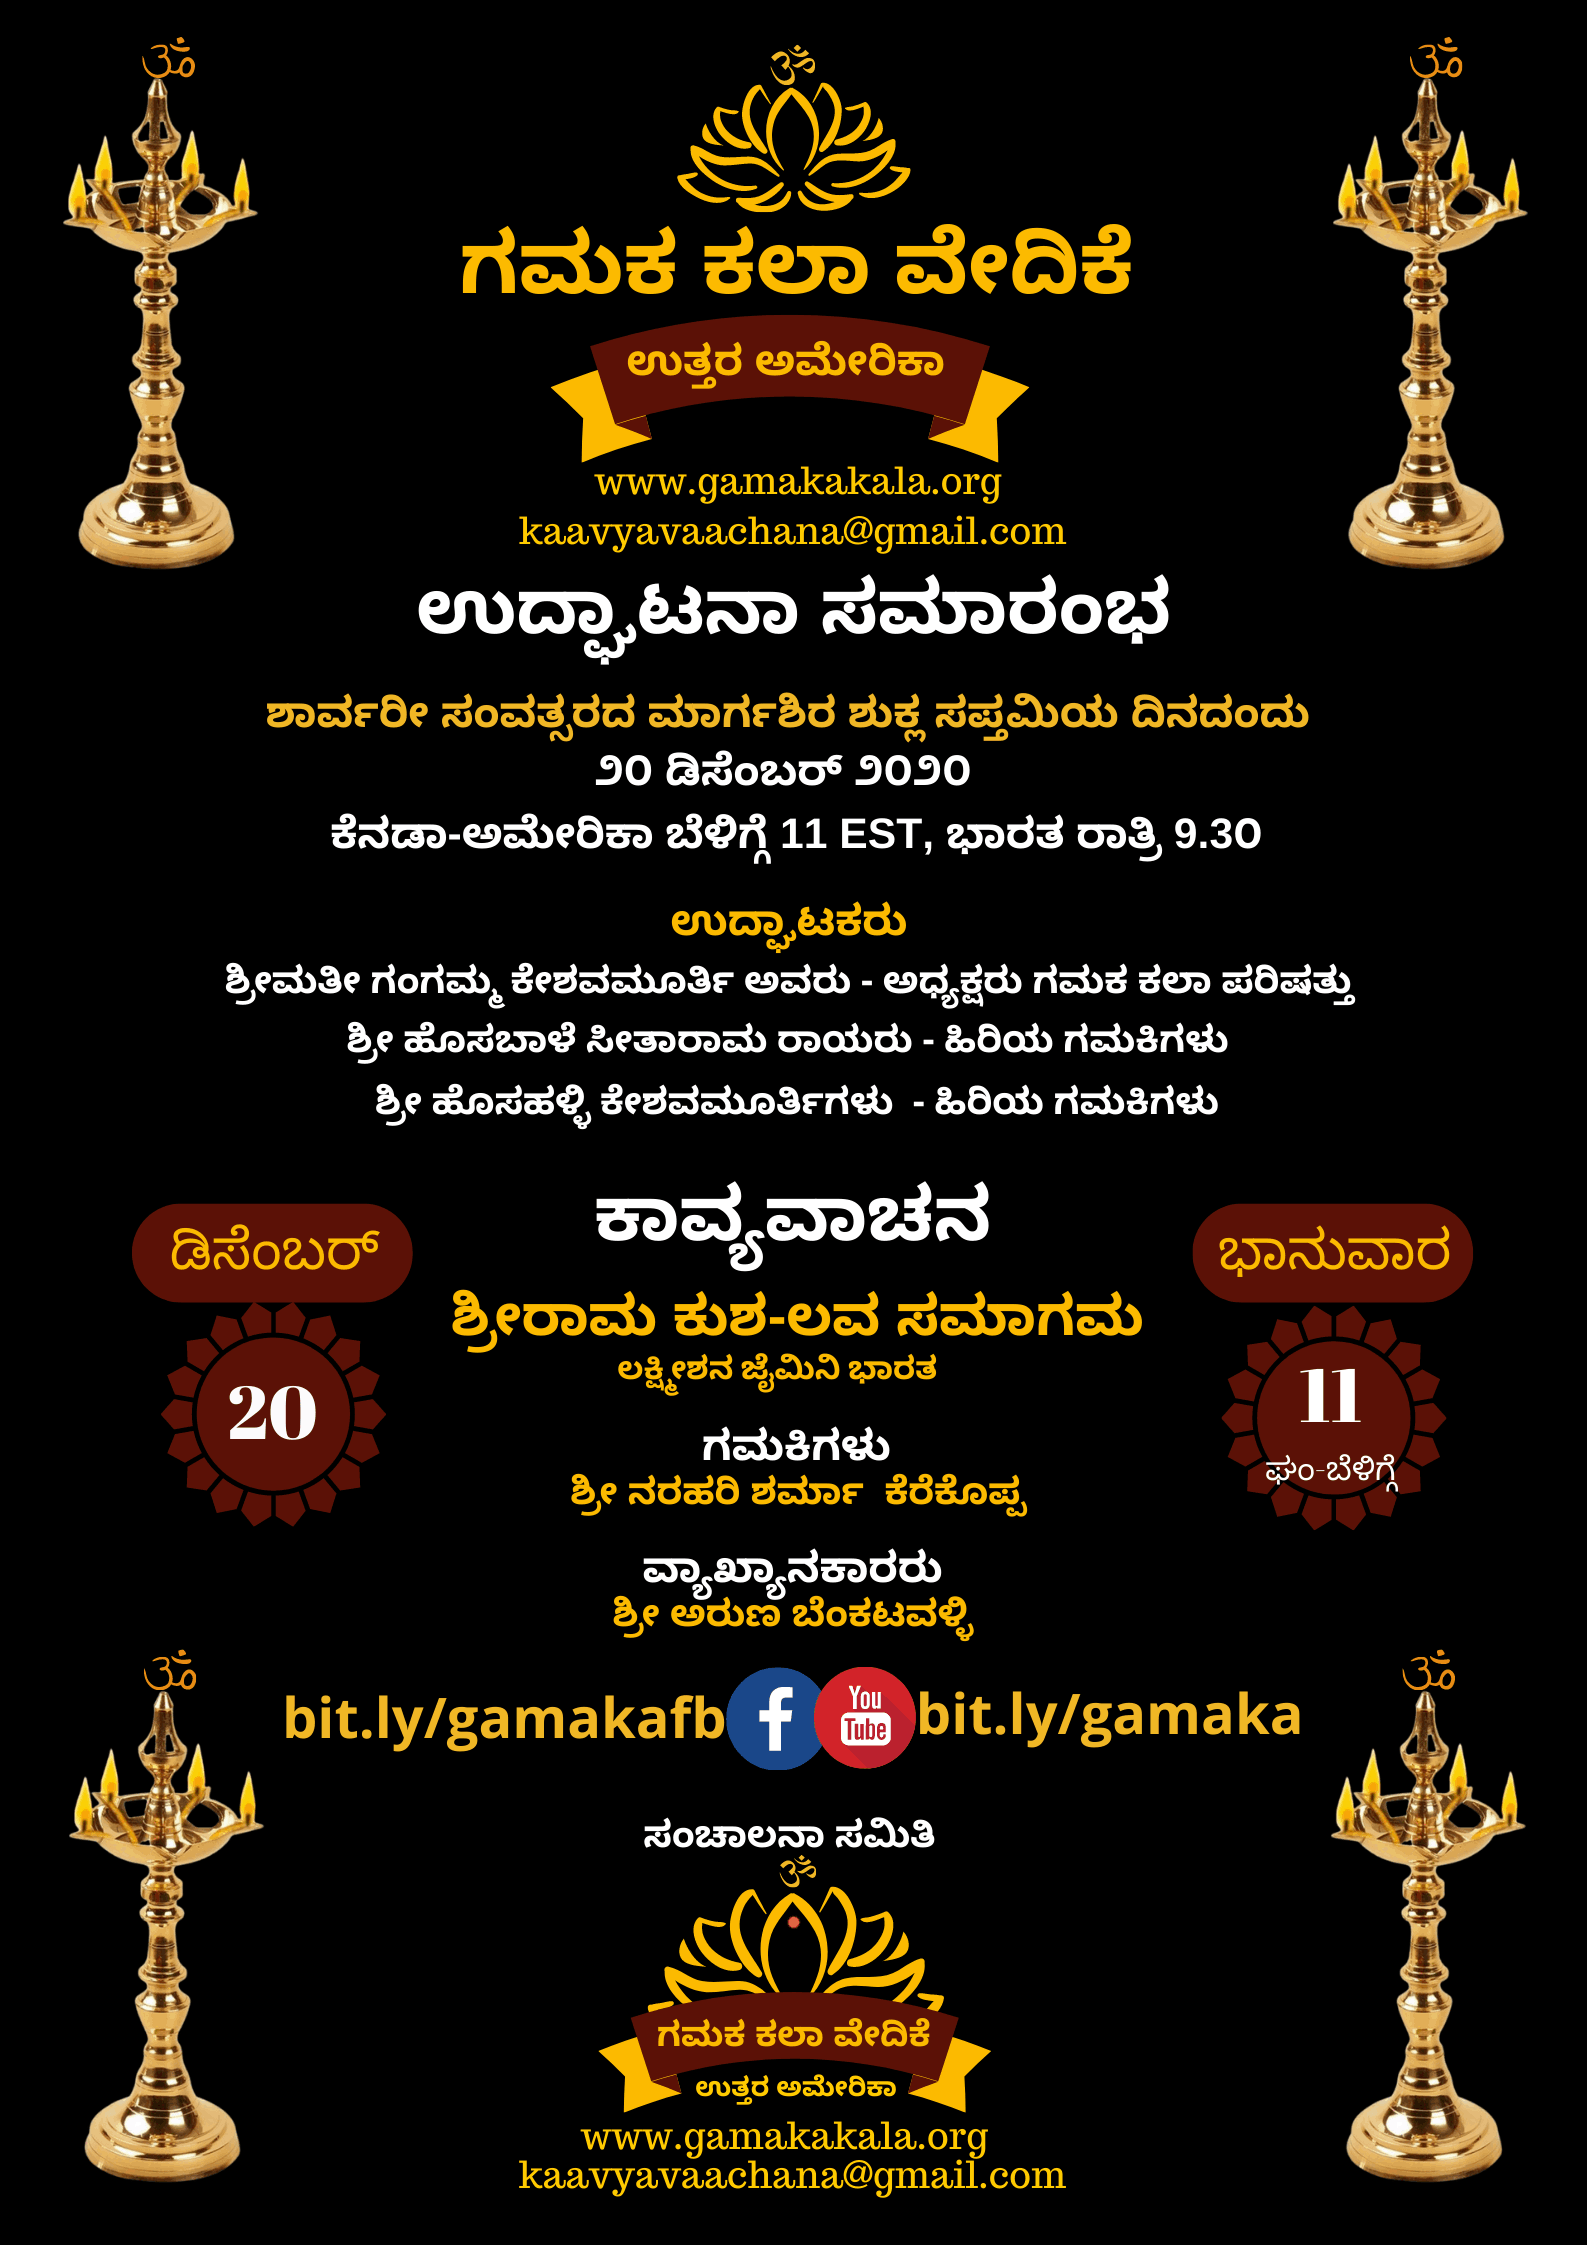 ॐ
ॐ
ॐ
ಗಮಕ ಕಲಾ ವೇದಿಕೆ
ಉತ್ತರ ಅಮೇರಿಕಾ
www.gamakakala.org
kaavyavaachana@gmail.com
ಉದ್ಘಾಟನಾ ಸಮಾರಂಭ
ಶಾರ್ವರೀ ಸಂವತ್ಸರದ ಮಾರ್ಗಶಿರ ಶುಕ್ಲ ಸಪ್ತಮಿಯ ದಿನದಂದು
೨೦ ಡಿಸೆಂಬರ್ ೨೦೨೦
ಕೆನಡಾ-ಅಮೇರಿಕಾ ಬೆಳಿಗ್ಗೆ 11 EST, ಭಾರತ ರಾತ್ರಿ 9.30
ಉದ್ಘಾಟಕರು
ಶ್ರೀಮತೀ ಗಂಗಮ್ಮ ಕೇಶವಮೂರ್ತಿ ಅವರು - ಅಧ್ಯಕ್ಷರು ಗಮಕ ಕಲಾ ಪರಿಷತ್ತು
ಶ್ರೀ ಹೊಸಬಾಳೆ ಸೀತಾರಾಮ ರಾಯರು - ಹಿರಿಯ ಗಮಕಿಗಳು
ಶ್ರೀ ಹೊಸಹಳ್ಳಿ ಕೇಶವಮೂರ್ತಿಗಳು - ಹಿರಿಯ ಗಮಕಿಗಳು
ಕಾವ್ಯವಾಚನ
ಡಿಸೆಂಬರ್
20
ಭಾನುವಾರ
11
ಘಂ-ಬೆಳಿಗ್ಗೆ
ಶ್ರೀರಾಮ ಕುಶ-ಲವ ಸಮಾಗಮ
ಲಕ್ಷ್ಮೀಶನ ಜೈಮಿನಿ ಭಾರತ
ಗಮಕಿಗಳು
ಶ್ರೀ ನರಹರಿ ಶರ್ಮಾ ಕೆರೆಕೊಪ್ಪ
ವ್ಯಾಖ್ಯಾನಕಾರರು
ಶ್ರೀ ಅರುಣ ಬೆಂಕಟವಳ್ಳಿ
ॐ
ॐ
bit.ly/gamakafb f You Tube bit.ly/gamaka
ಸಂಚಾಲನಾ ಸಮಿತಿ
ॐ
ಗಮಕ ಕಲಾ ವೇದಿಕೆ
ಉತ್ತರ ಅಮೇರಿಕಾ
www.gamakakala.org
kaavyavaachana@gmail.com